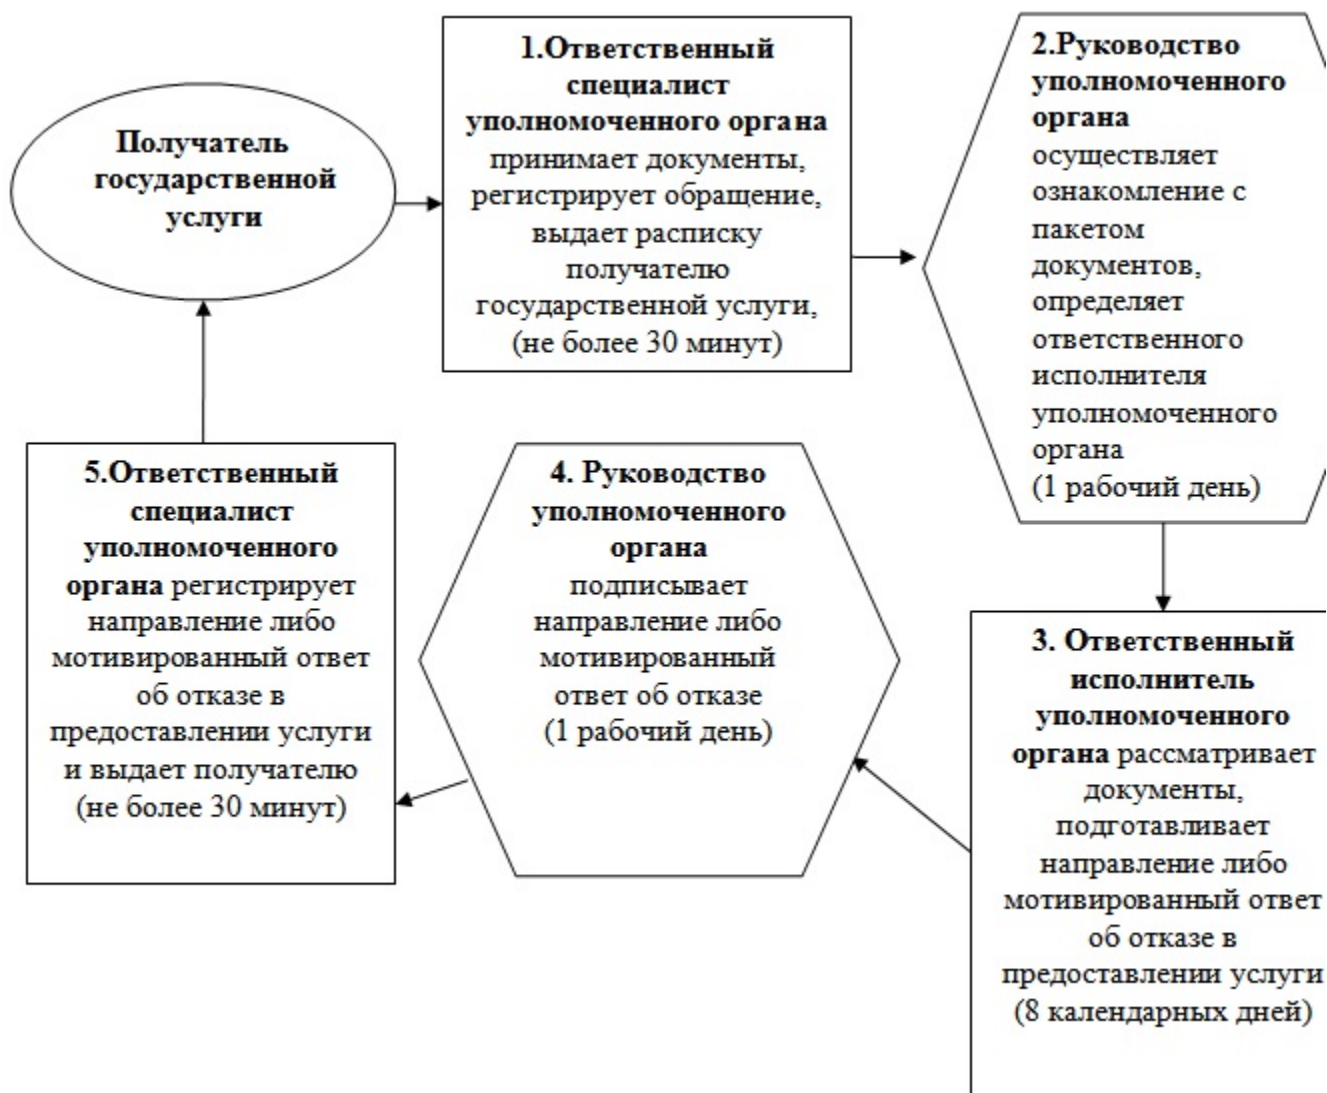 Получатель
государственной
услуги
1.Ответственный
специалист
уполномоченного органа
принимает документы,
регистрирует обращение,
выдает расписку
получателю
государственной услуги,
(не более 30 минут)
2.Руководство
уполномоченного
органа
осуществляет
ознакомление с
пакетом
документов,
определяет
ответственного
исполнителя
уполномоченного
органа
(1 рабочий день)
3. Ответственный
исполнитель
уполномоченного
органа рассматривает
документы,
подготавливает
направление либо
мотивированный ответ
об отказе в
предоставлении услуги
(8 календарных дней)
4. Руководство
уполномоченного
органа
подписывает
направление либо
мотивированный
ответ об отказе
(1 рабочий день)
5.Ответственный
специалист
уполномоченного
органа регистрирует
направление либо
мотивированный ответ
об отказе в
предоставлении услуги
и выдает получателю
(не более 30 минут)